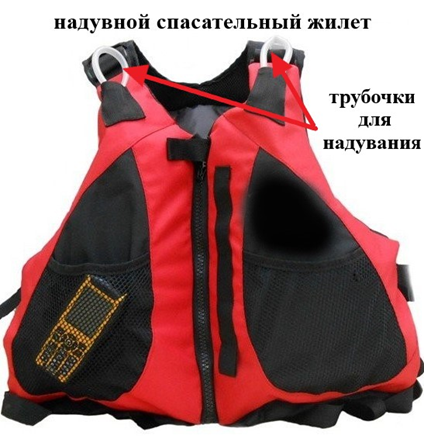 надувной спасательный жилет
трубочки
для
надувания